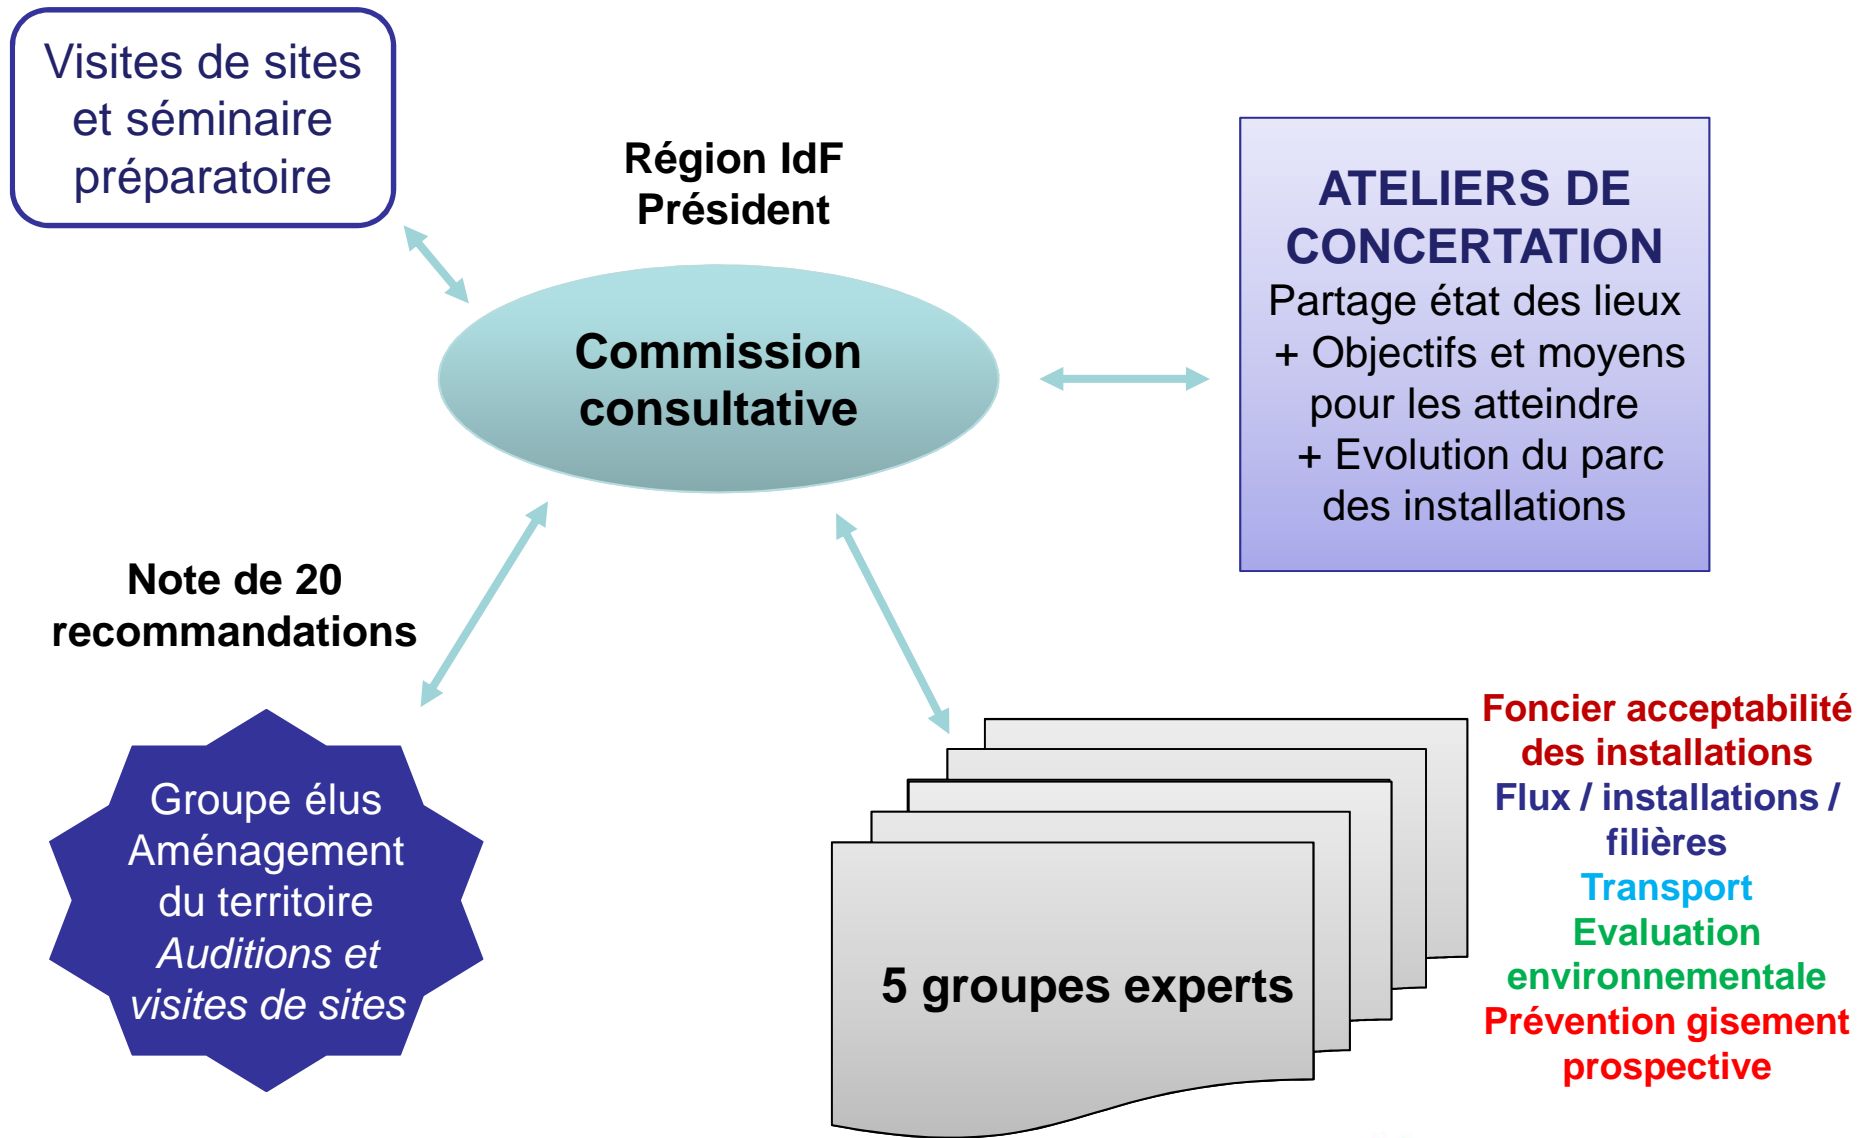 Visites de sites
et séminaire
préparatoire
Région IdF
Président
Commission
consultative
ATELIERS DE
CONCERTATION
Partage état des lieux
+ Objectifs et moyens
pour les atteindre
+ Evolution du parc
des installations
Note de 20
recommandations
Groupe élus
Aménagement
du territoire
Auditions et
visites de sites
5 groupes experts
Foncier acceptabilité
des installations
Flux / installations /
filières
Transport
Evaluation
environnementale
Prévention gisement
prospective